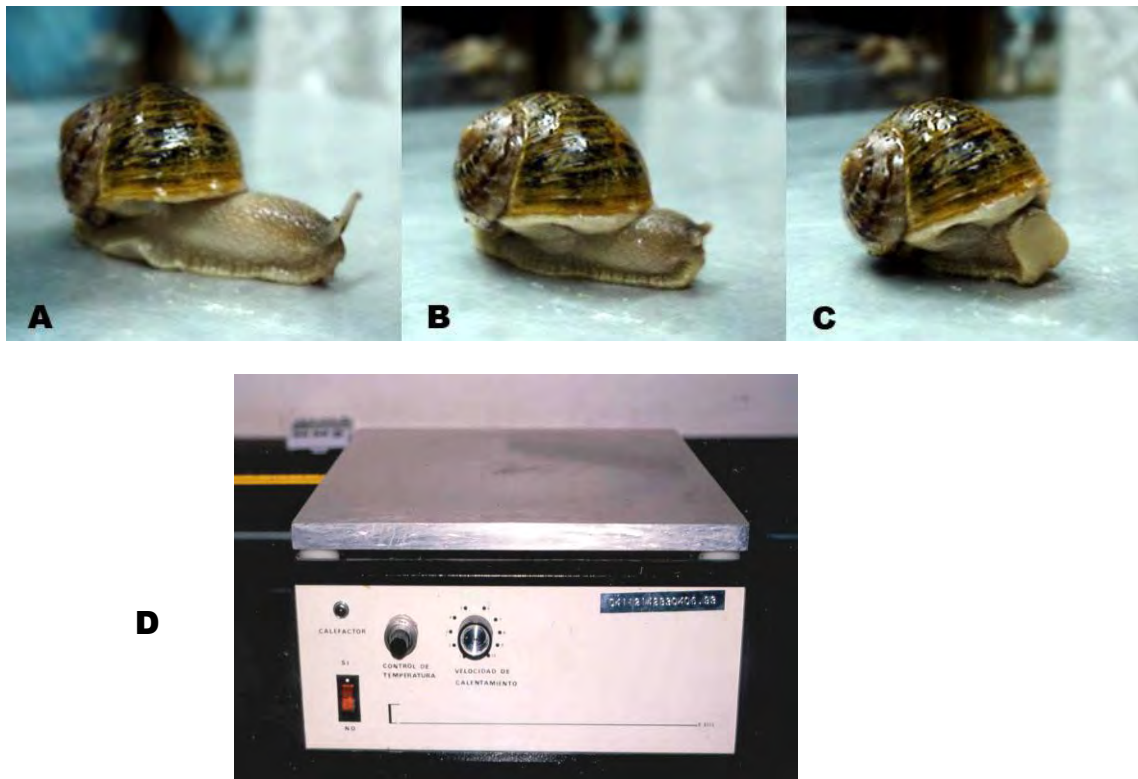 A
B
C
D
CALEFACTOR
CONTROL DE
TEMPERATURA
VELOCIDAD DE
CALENTAMIENTO
SI
NO